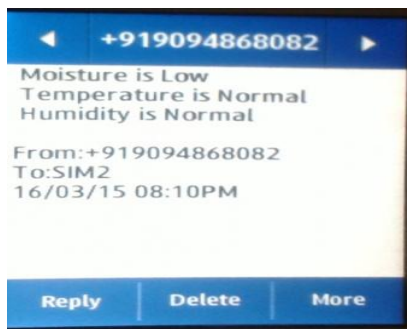 +919094868082
Moisture is Low
Temperature is Normal
Humidity is Normal
From:+919094868082
To:SIM2
16/03/15 08:10PM
Reply Delete More